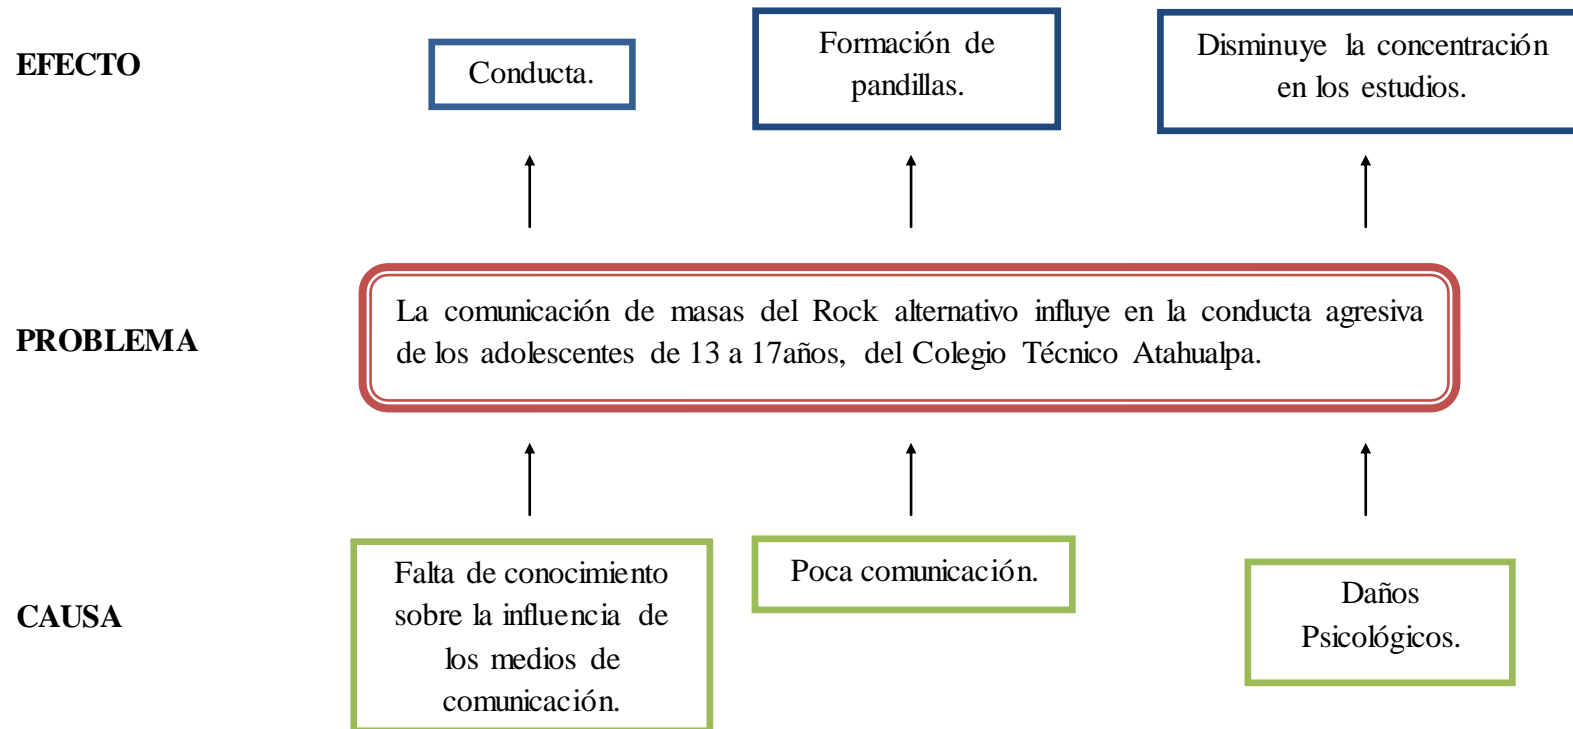 EFECTO
Conducta.
Formación de
pandillas.
Disminuye la concentración
en los estudios.
PROBLEMA
La comunicación de masas del Rock alternativo influye en la conducta agresiva
de los adolescentes de 13 a 17años, del Colegio Técnico Atahualpa.
CAUSA
Falta de conocimiento
sobre la influencia de
los medios de
comunicación.
Poca comunicación.
Daños
Psicológicos.